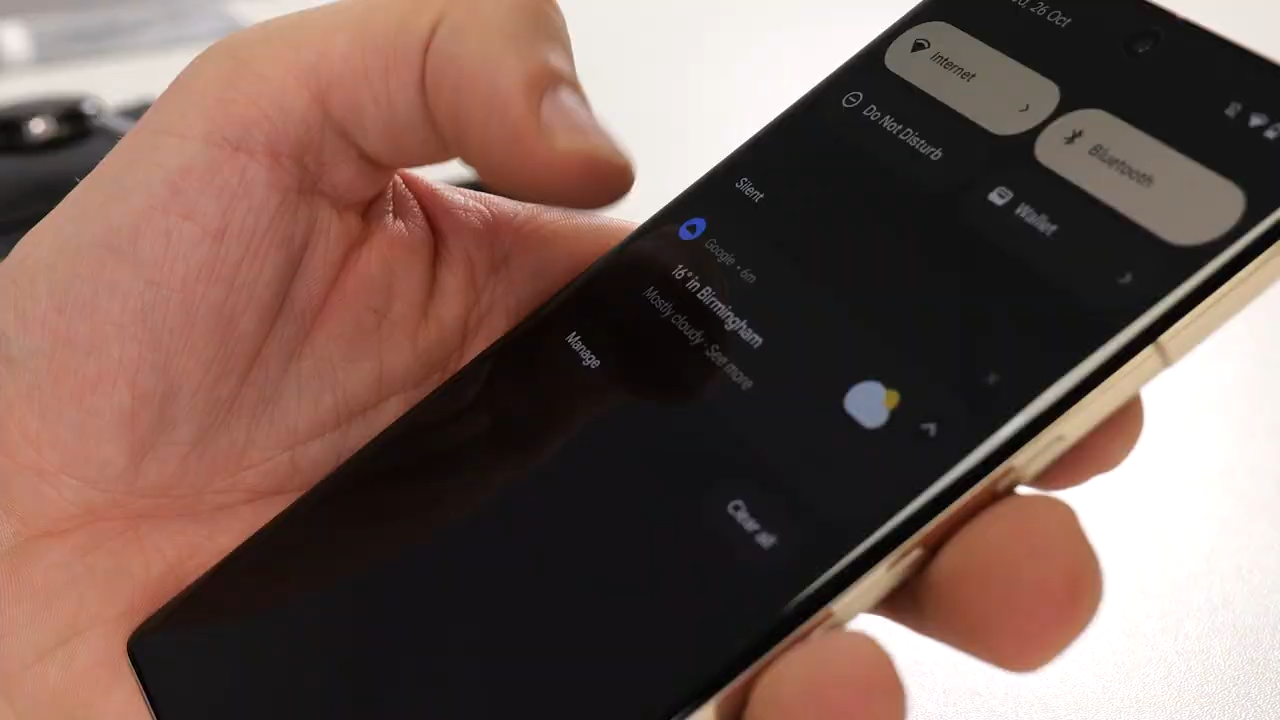 26 Oct
Internet
Bluetooth
Do Not Disturb
Wallet
Silent
Google • 6m
16° in Birmingham
Mostly cloudy · See more
Manage
Clear all